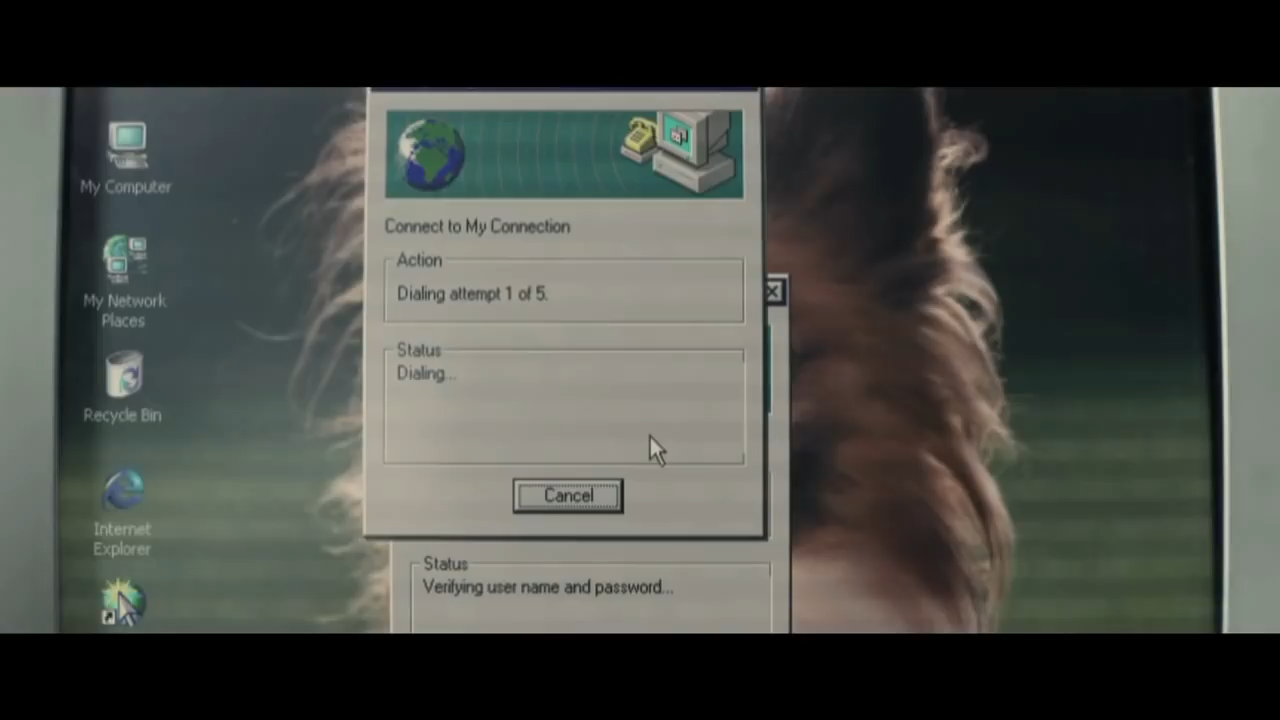 My Computer
My Network
Places
Recycle Bin
Internet
Explorer
Connect to My Connection
Action
Dialing attempt 1 of 5.
Status
Dialing...
Cancel
Status
Verifying user name and password...